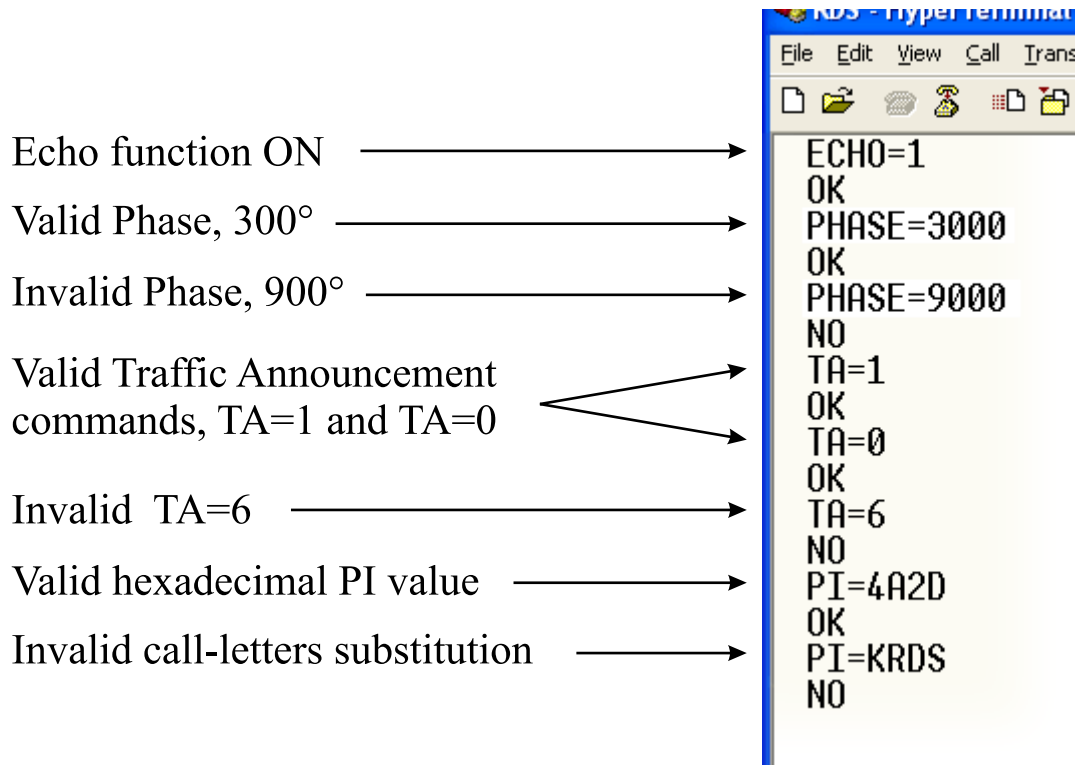 RDS - HyperTerminal
File Edit View Call Trans
Echo function ON
ECHO=1
OK
Valid Phase, 300°
PHASE=3000
OK
Invalid Phase, 900°
PHASE=9000
NO
Valid Traffic Announcement
commands, TA=1 and TA=0
TA=1
OK
TA=0
OK
Invalid TA=6
TA=6
NO
Valid hexadecimal PI value
PI=4A2D
OK
Invalid call-letters substitution
PI=KRDS
NO